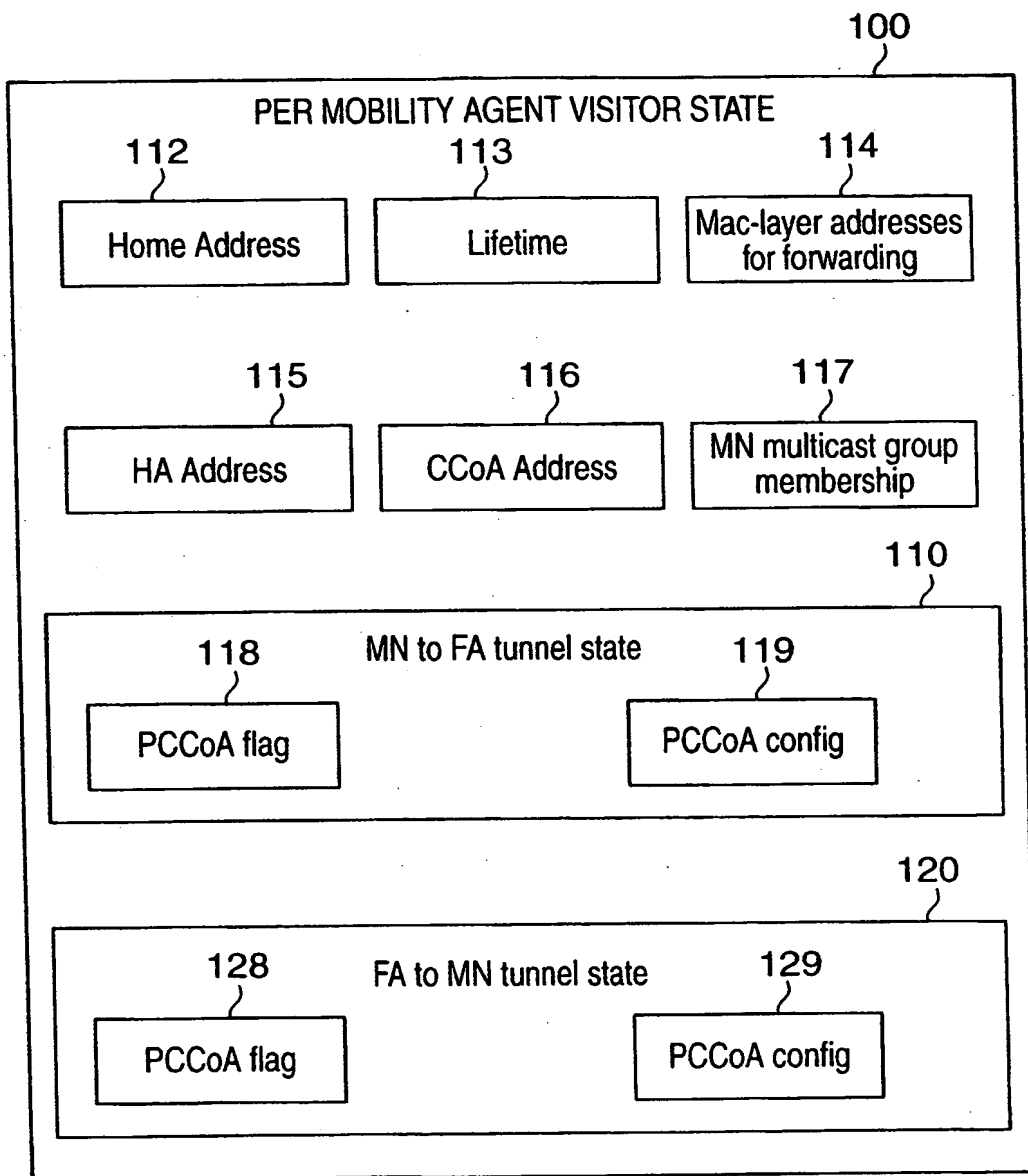 100
PER MOBILITY AGENT VISITOR STATE
112 113 114
Home Address
Lifetime
Mac-layer addresses
for forwarding
115 116 117
HA Address
CCoA Address
MN multicast group
membership
110
MN to FA tunnel state
118 119
PCCoA flag
PCCoA config
120
FA to MN tunnel state
128 129
PCCoA flag
PCCoA config